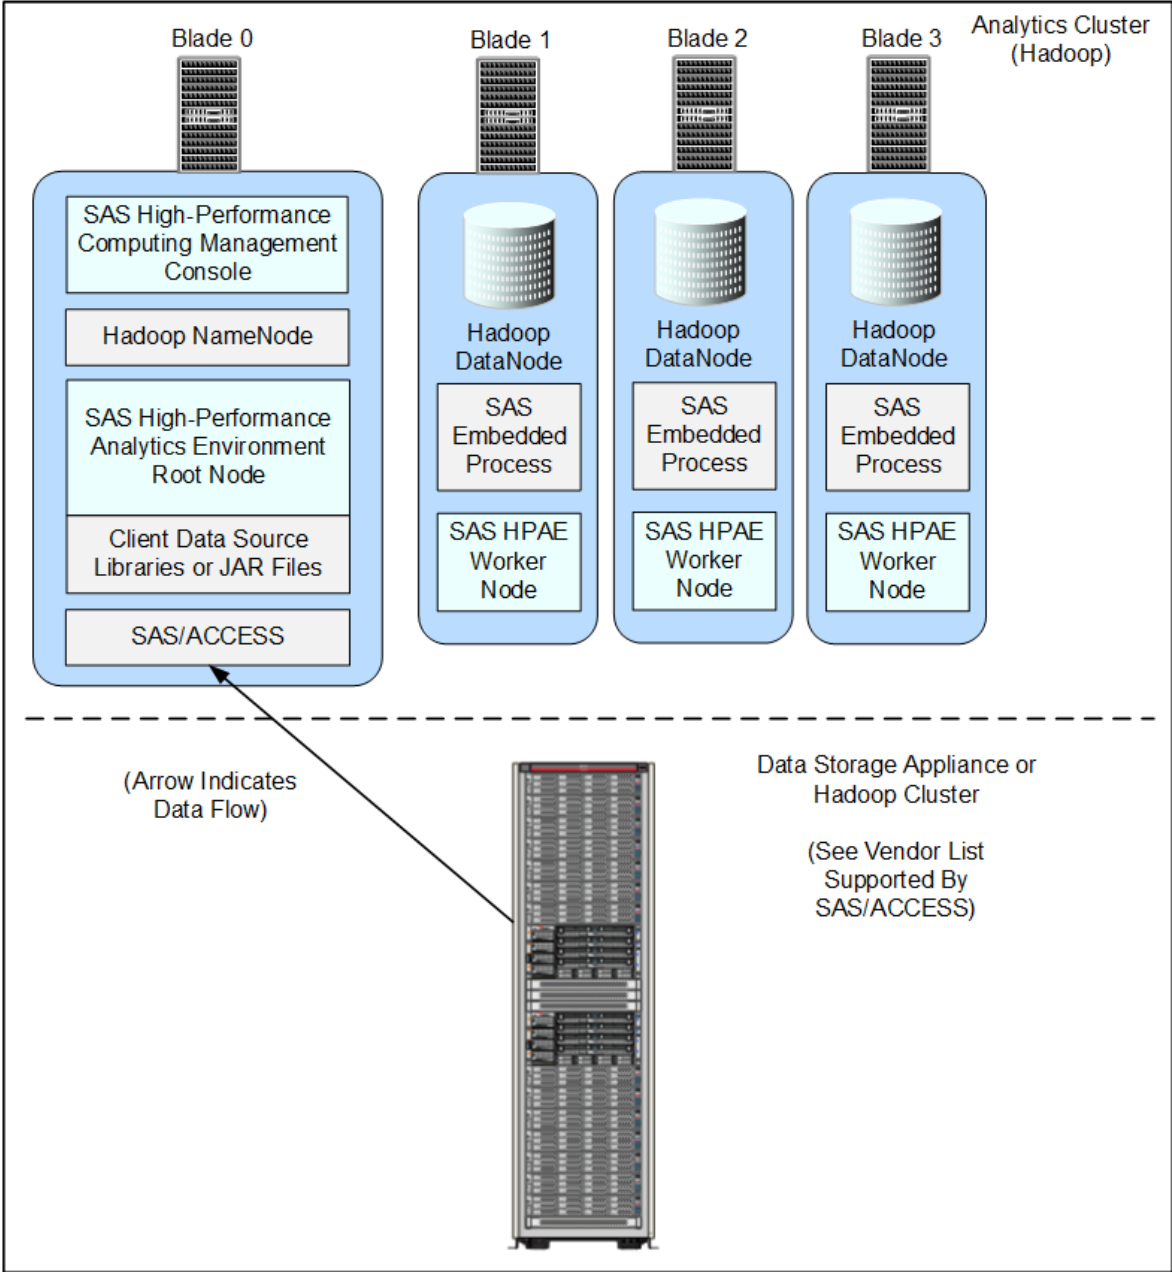 Blade 0
Blade 1
Blade 2
Blade 3
Analytics Cluster
(Hadoop)
SAS High-Performance
Computing Management
Console
Hadoop NameNode
SAS High-Performance
Analytics Environment
Root Node
Client Data Source
Libraries or JAR Files
SAS/ACCESS
Hadoop
DataNode
SAS
Embedded
Process
SAS HPAE
Worker
Node
Hadoop
DataNode
SAS
Embedded
Process
SAS HPAE
Worker
Node
Hadoop
DataNode
SAS
Embedded
Process
SAS HPAE
Worker
Node
(Arrow Indicates
Data Flow)
Data Storage Appliance or
Hadoop Cluster
(See Vendor List
Supported By
SAS/ACCESS)